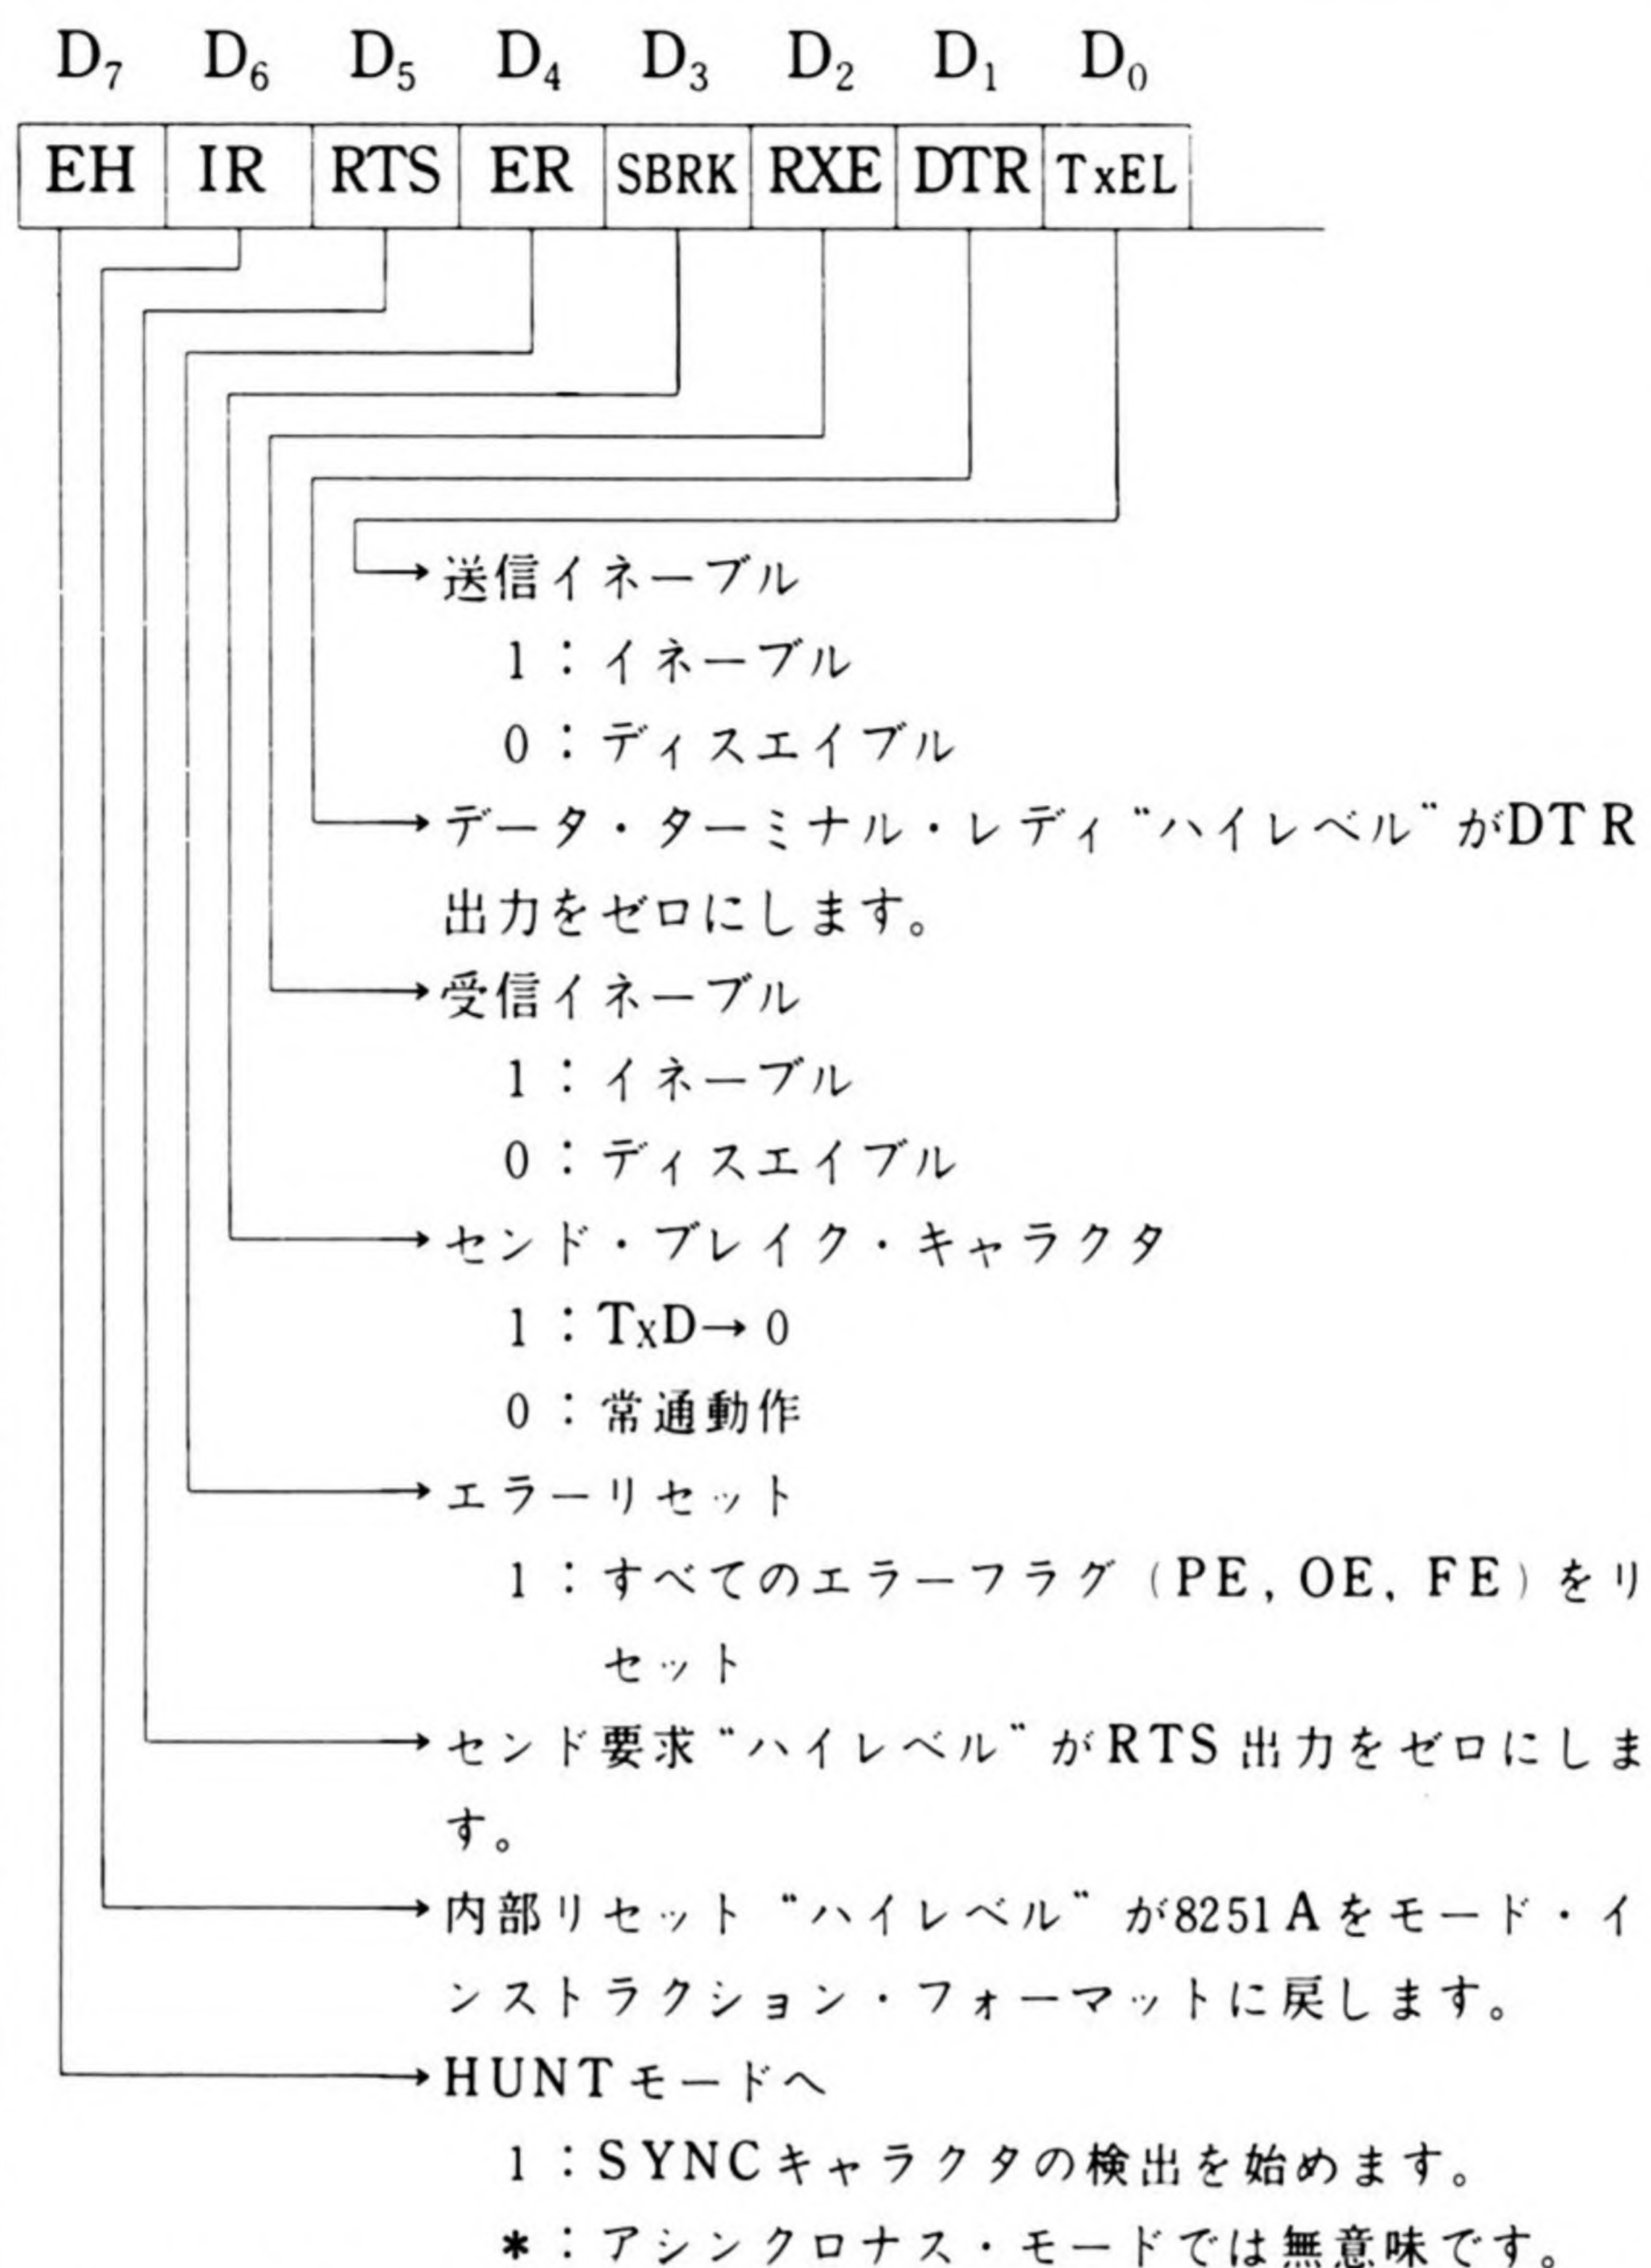 D₇ D₆ D₅ D₄ D₃ D₂ D₁ D₀
EH IR RTS ER SBRK RXE DTR TxEL
送信イネーブル
1：イネーブル
0：ディスエイブル
データ・ターミナル・レディ“ハイレベル”がDTR
出力をゼロにします。
受信イネーブル
1：イネーブル
0：ディスエイブル
センド・ブレイク・キャラクタ
1：TxD→0
0：常通動作
エラーリセット
1：すべてのエラーフラグ（PE, OE, FE）をリ
セット
センド要求“ハイレベル”がRTS出力をゼロにしま
す。
内部リセット“ハイレベル”が8251Aをモード・イ
ンストラクション・フォーマットに戻します。
HUNTモードへ
1：SYNCキャラクタの検出を始めます。
*：アシンクロナス・モードでは無意味です。